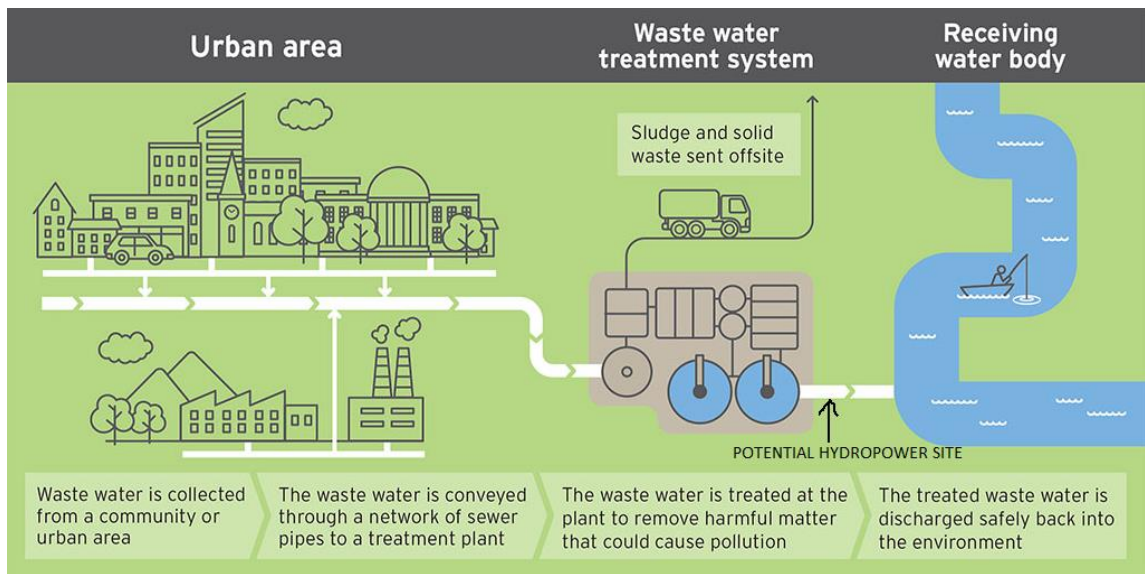 Urban area
Waste water
treatment system
Receiving
water body
Sludge and solid
waste sent offsite
POTENTIAL HYDROPOWER SITE
Waste water is collected
from a community or
urban area
The waste water is conveyed
through a network of sewer
pipes to a treatment plant
The waste water is treated at the
plant to remove harmful matter
that could cause pollution
The treated waste water is
discharged safely back into
the environment